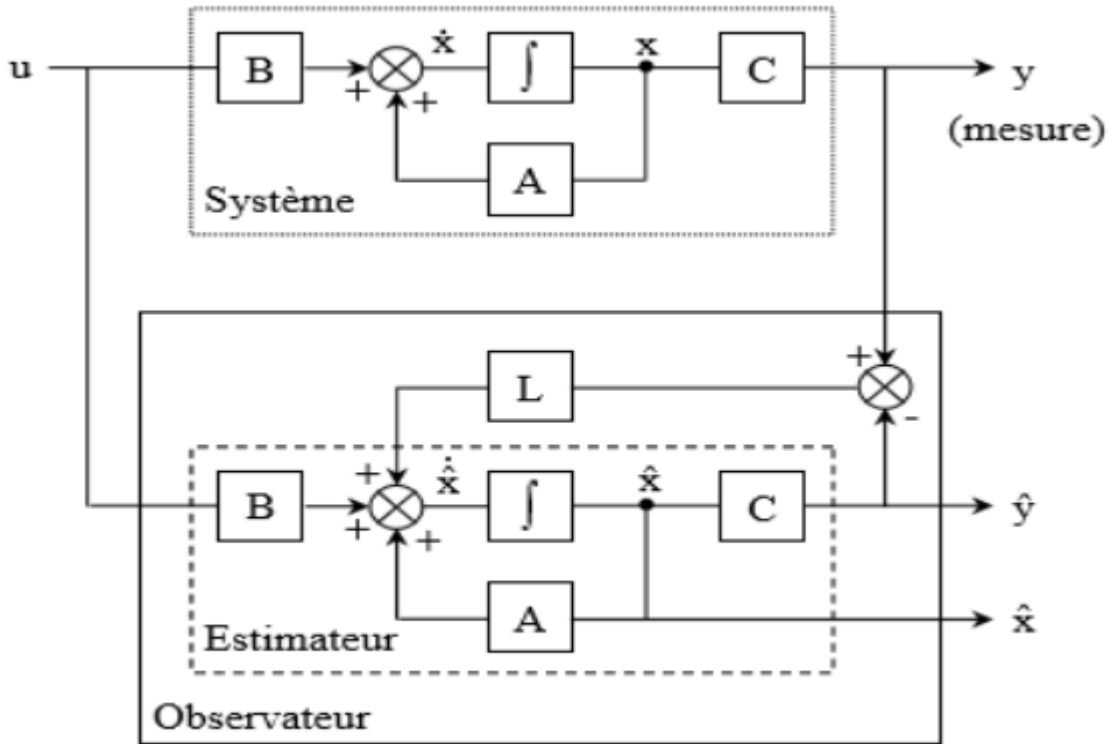 ẋ x
u B ∫ C y
+ +
(mesure)
A
Système
L +
-
+ ẋ̂ x̂
B ∫ C ŷ
+ +
A x̂
Estimateur
Observateur